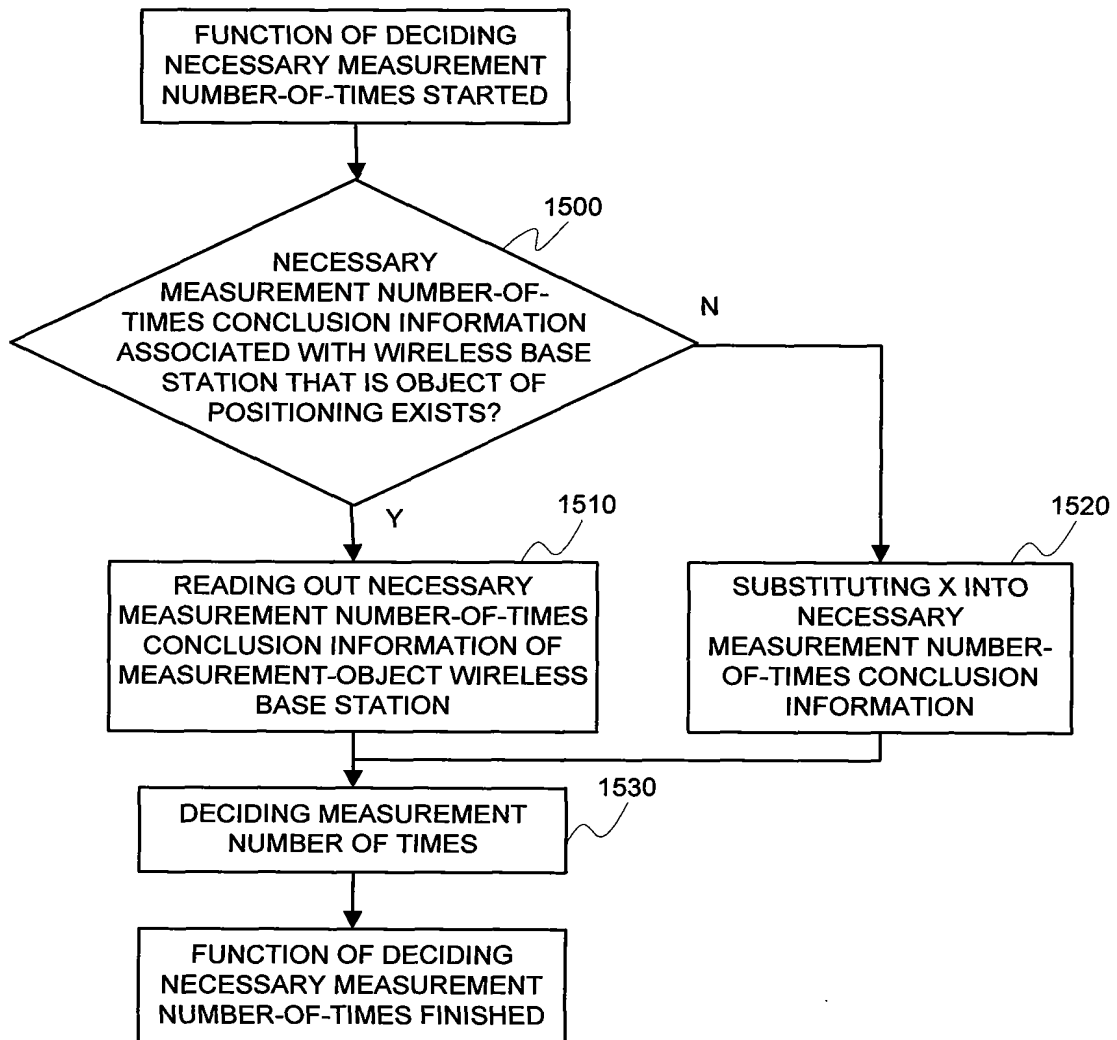 FUNCTION OF DECIDING
NECESSARY MEASUREMENT
NUMBER-OF-TIMES STARTED
1500
NECESSARY
MEASUREMENT NUMBER-OF-
TIMES CONCLUSION INFORMATION
ASSOCIATED WITH WIRELESS BASE
STATION THAT IS OBJECT OF
POSITIONING EXISTS?
N
Y
1510
READING OUT NECESSARY
MEASUREMENT NUMBER-OF-TIMES
CONCLUSION INFORMATION OF
MEASUREMENT-OBJECT WIRELESS
BASE STATION
1520
SUBSTITUTING X INTO
NECESSARY
MEASUREMENT NUMBER-
OF-TIMES CONCLUSION
INFORMATION
1530
DECIDING MEASUREMENT
NUMBER OF TIMES
FUNCTION OF DECIDING
NECESSARY MEASUREMENT
NUMBER-OF-TIMES FINISHED